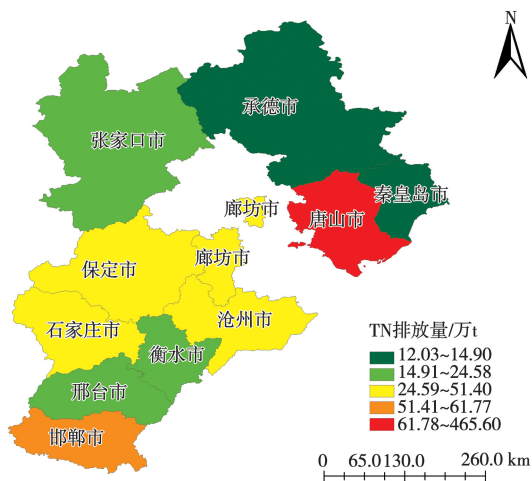 N
承德市
张家口市
秦皇岛市
廊坊市
唐山市
廊坊市
保定市
沧州市
石家庄市
衡水市
邢台市
邯郸市
TN排放量/万t
12.03~14.90
14.91~24.58
24.59~51.40
51.41~61.77
61.78~465.60
0 65.0 130.0 260.0 km